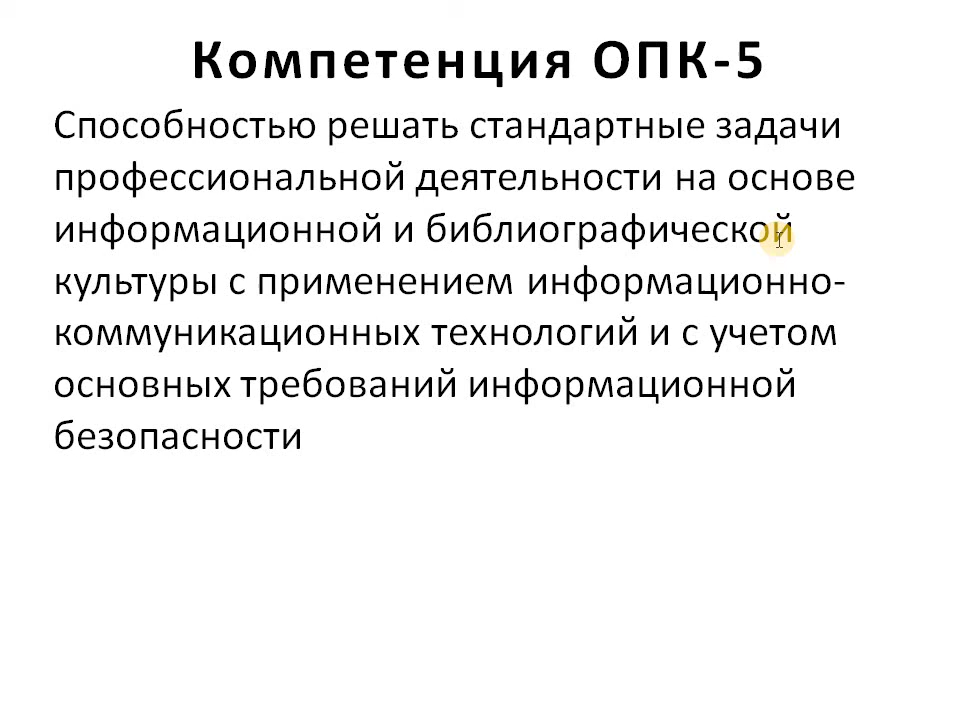 Компетенция ОПК-5
Способностью решать стандартные задачи
профессиональной деятельности на основе
информационной и библиографической
культуры с применением информационно-
коммуникационных технологий и с учетом
основных требований информационной
безопасности